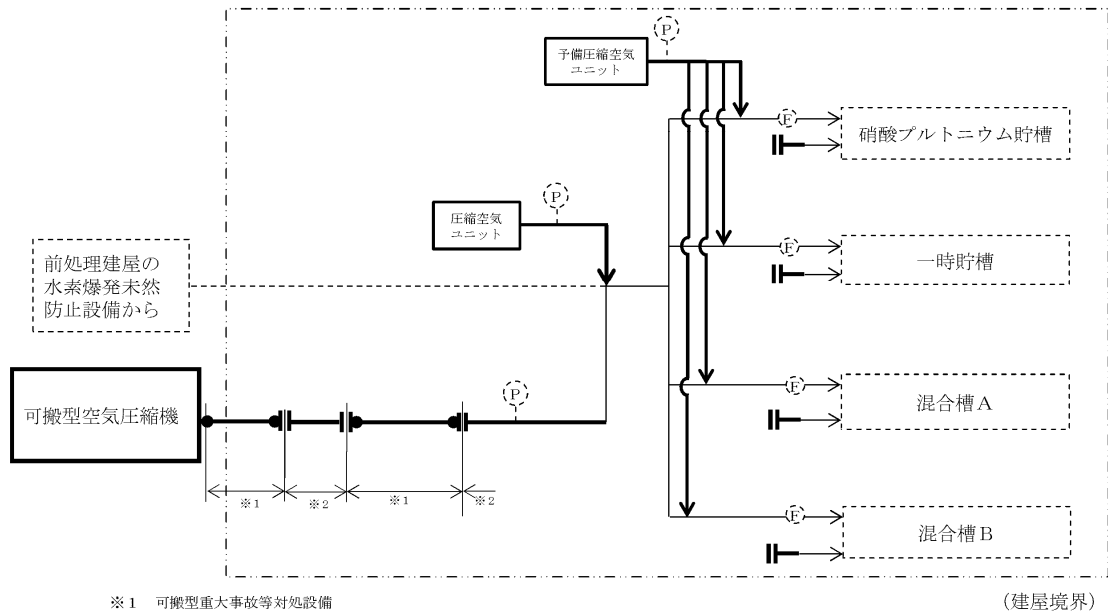 P
予備圧縮空気
ユニット
F
硝酸プルトニウム貯槽
P
圧縮空気
ユニット
前処理建屋の
水素爆発未然
防止設備から
F
一時貯槽
可搬型空気圧縮機
P
F
混合槽A
※1
※2
※1
※2
F
混合槽B
※1 可搬型重大事故等対処設備
(建屋境界)